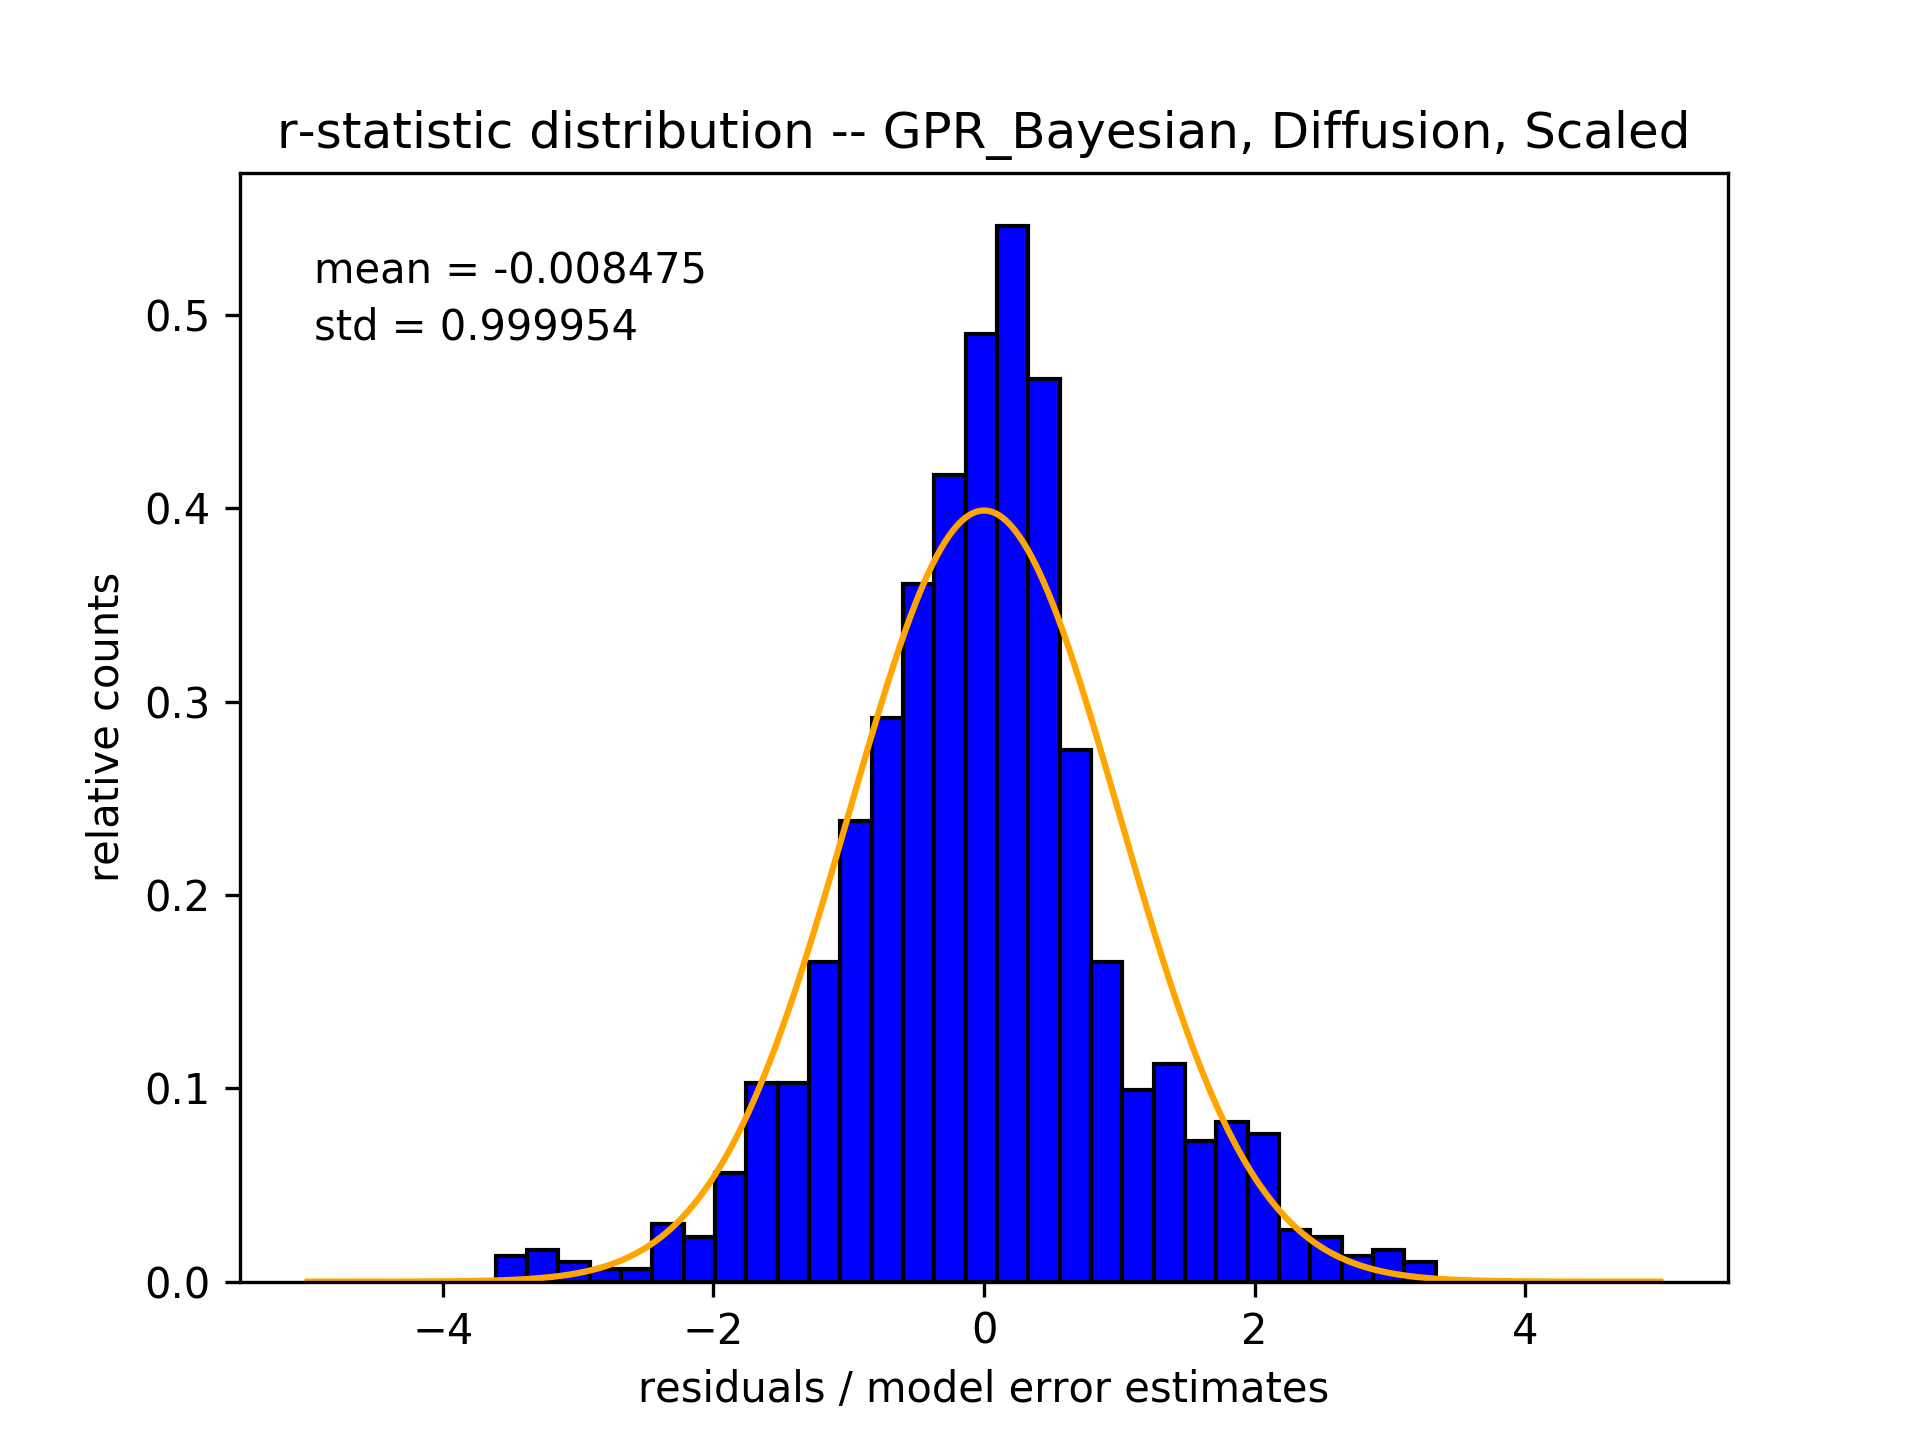 r-statistic distribution -- GPR_Bayesian, Diffusion, Scaled
mean = -0.008475
std = 0.999954
relative counts
0.5
0.4
0.3
0.2
0.1
0.0
−4 −2 0 2 4
residuals / model error estimates